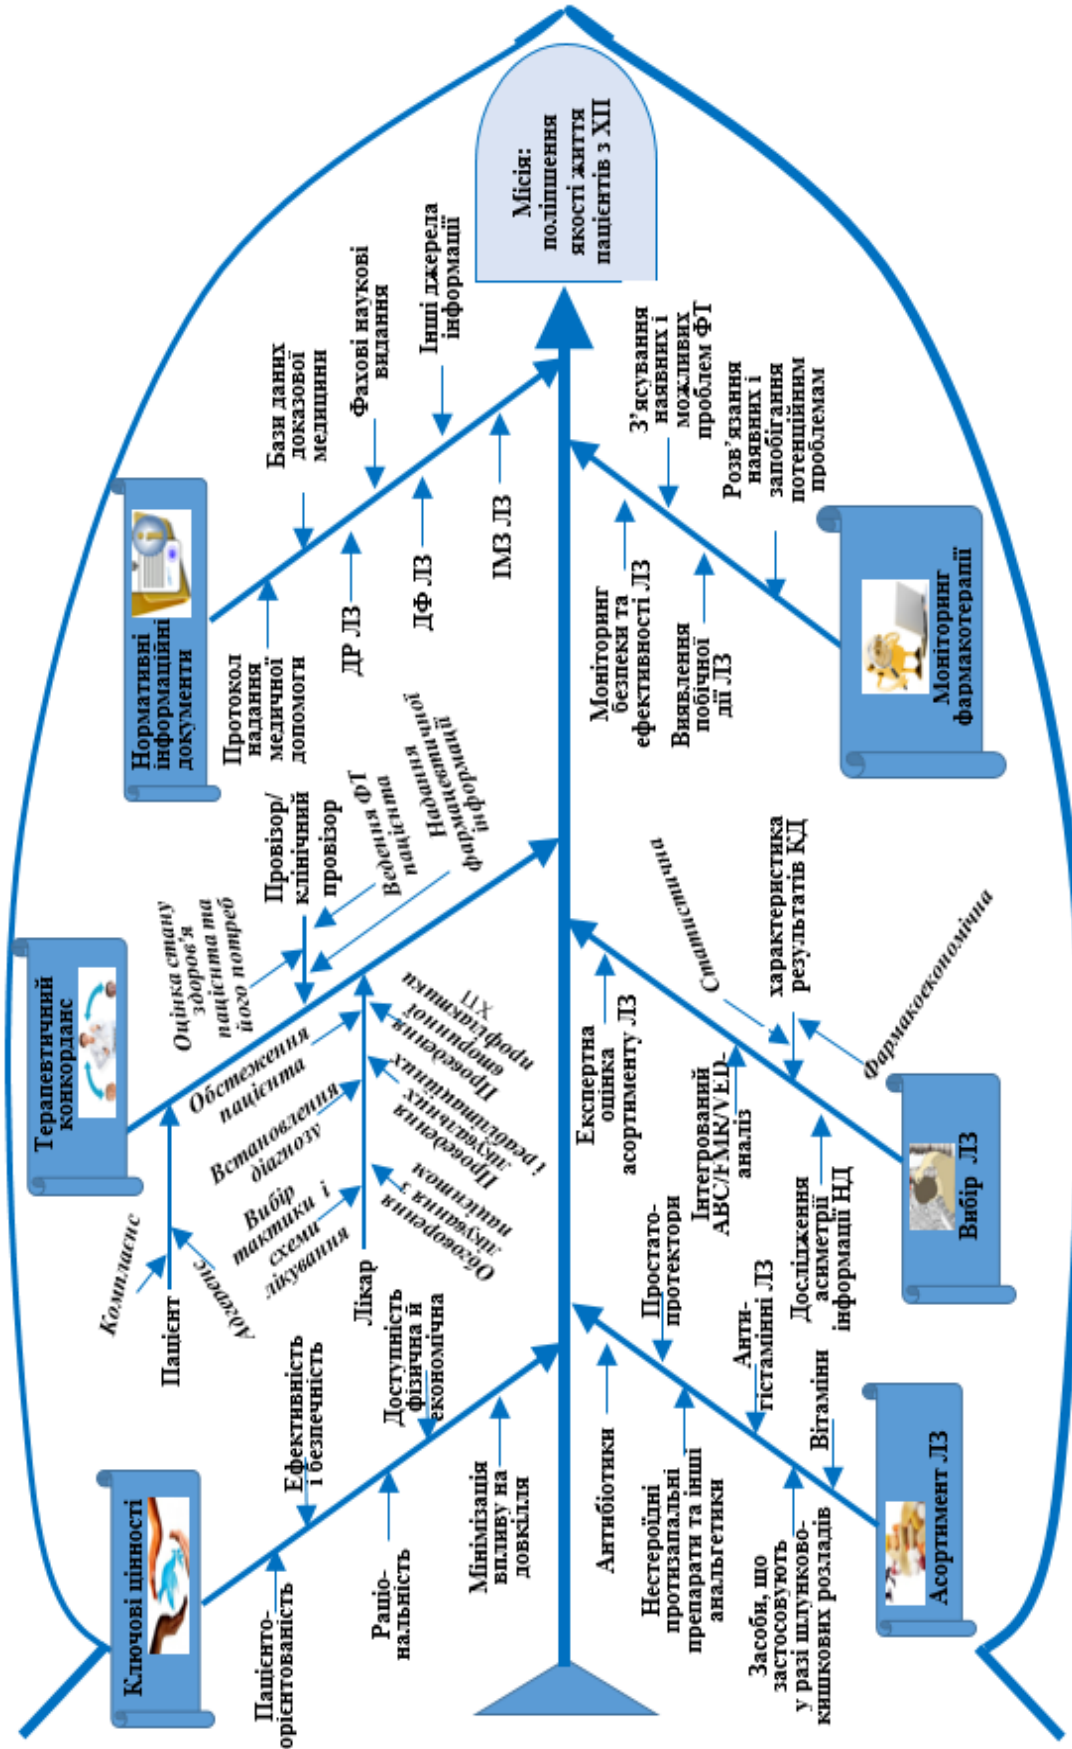 Ключові цінності
Пацієнто-
орієнтованість
Ефективність
і безпечність
Раціо-
нальність
Доступність
фізична й
економічна
Мінімізація
впливу на
довкілля
Терапевтичний
конкорданс
Комплаєнс
Пацієнт
Адгеренс
Оцінка стану
здоров'я
пацієнта та
його потреб
Провізор/
клінічний
провізор
Ведення ФТ
пацієнта
Надання
фармацевтичної
інформації
Обстеження
пацієнта
Встановлення
діагнозу
Вибір
тактики і
схеми
лікування
Лікар
Обговорення
лікування з
пацієнтом
Проведення
лікувальних
і реабілітаційних
Проведення
вторинної
профілактики
ХП
Нормативні
інформаційні
документи
Протокол
надання
медичної
допомоги
Бази даних
доказової
медицини
ДР ЛЗ
Фахові наукові
видання
ДФ ЛЗ
Інші джерела
інформації
ІМЗ ЛЗ
Місія:
поліпшення
якості життя
пацієнтів з ХП
Антибіотики
Простато-
протектори
Нестероїдні
протизапальні
препарати та інші
анальгетики
Анти-
гістамінні ЛЗ
Засоби, що
застосовують
у разі шлунково-
кишкових розладів
Вітаміни
Асортимент ЛЗ
Експертна
оцінка
асортименту ЛЗ
Інтегрований
ABC/FMR/VED-
аналіз
Статистична
характеристика
результатів КД
Фармакоекономічна
Дослідження
асиметрії
інформації НД
Вибір ЛЗ
Моніторинг
безпеки та
ефективності ЛЗ
З’ясування
наявних і
можливих
проблем ФТ
Виявлення
побічної
дії ЛЗ
Розв’язання
наявних і
запобігання
потенційним
проблемам
Моніторинг
фармакотерапії